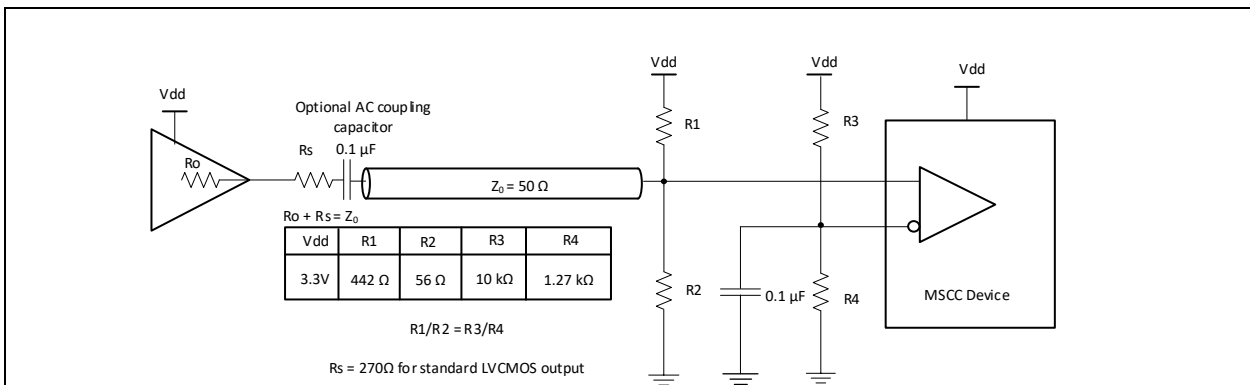 Vdd
Vdd
Vdd
Vdd
Optional AC coupling
capacitor
0.1 µF
Rs
Ro
R1
R3
Z₀ = 50 Ω
Ro + Rs = Z₀
Vdd R1 R2 R3 R4
3.3V 442 Ω 56 Ω 10 kΩ 1.27 kΩ
R2
0.1 µF
R4
MSCC Device
R1/R2 = R3/R4
Rs = 270Ω for standard LVCMOS output